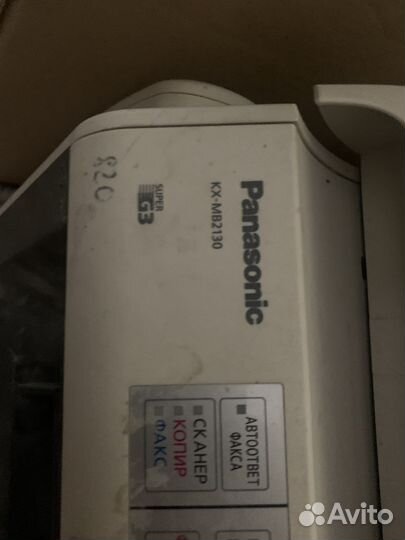 Panasonic
KX-MB2130
SUPER
G3
820
АВТООТВЕТ
ФАКСА
СКАНЕР
КОПИР
ФАКС
Avito